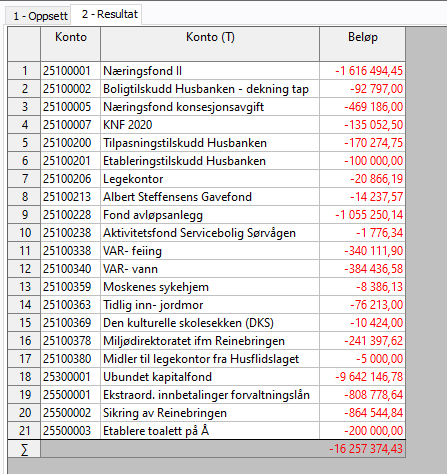 1 - Oppsett 2 - Resultat
Konto Konto (T) Beløp
1 25100001 Næringsfond II -1 616 494,45
2 25100002 Boligtilskudd Husbanken - dekning tap -92 797,00
3 25100005 Næringsfond konsesjonsavgift -469 186,00
4 25100007 KNF 2020 -135 052,50
5 25100200 Tilpasningstilskudd Husbanken -170 274,75
6 25100201 Etableringstilskudd Husbanken -100 000,00
7 25100206 Legekontor -20 866,19
8 25100213 Albert Steffensens Gavefond -14 237,57
9 25100228 Fond avløpsanlegg -1 055 250,14
10 25100238 Aktivitetsfond Servicebolig Sørvågen -1 776,34
11 25100338 VAR- feiing -340 111,90
12 25100340 VAR- vann -384 436,58
13 25100359 Moskenes sykehjem -8 386,13
14 25100363 Tidlig inn- jordmor -76 213,00
15 25100369 Den kulturelle skolesekken (DKS) -10 424,00
16 25100378 Miljødirektoratet ifm Reinebringen -241 397,62
17 25100380 Midler til legekontor fra Husflidslaget -5 000,00
18 25300001 Ubundet kapitalfond -9 642 146,78
19 25500001 Ekstraord. innbetalinger forvaltningslån -808 778,64
20 25500002 Sikring av Reinebringen -864 544,84
21 25500003 Etablere toalett på Å -200 000,00
∑ -16 257 374,43